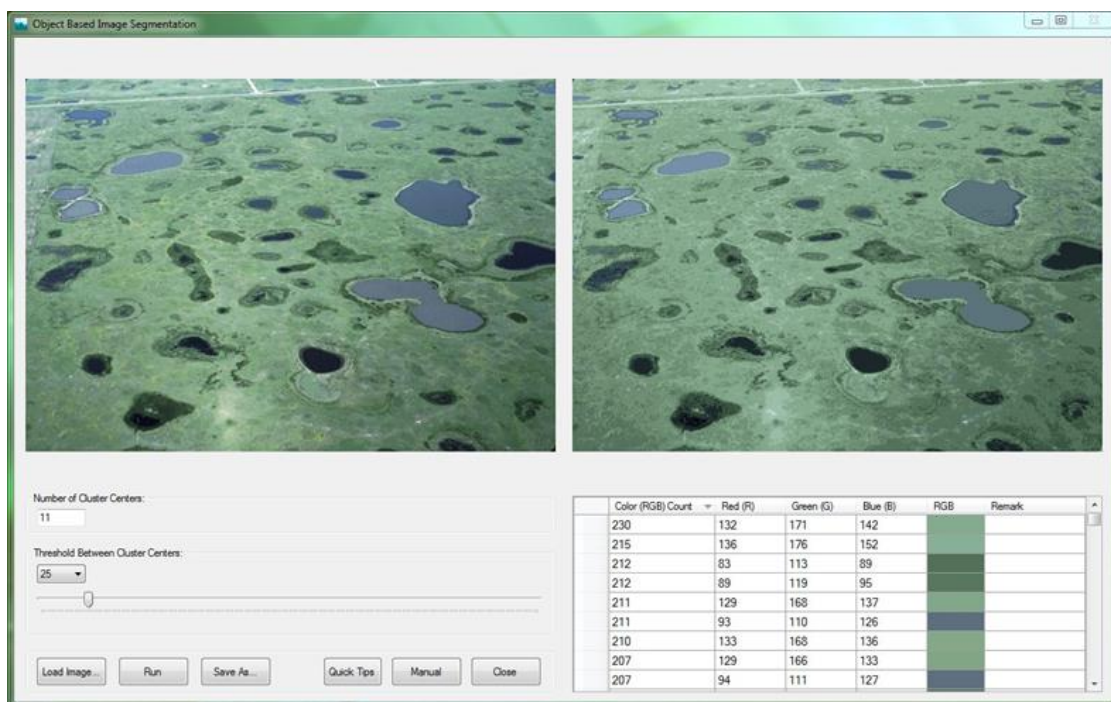 Object Based Image Segmentation
Number of Cluster Centers:
11
Threshold Between Cluster Centers:
25
Load Image... Run Save As... Quick Tips Manual Close
Color (RGB) Count Red (R) Green (G) Blue (B) RGB Remark
230 132 171 142
215 136 176 152
212 83 113 89
212 89 119 95
211 129 168 137
211 93 110 126
210 133 168 136
207 129 166 133
207 94 111 127